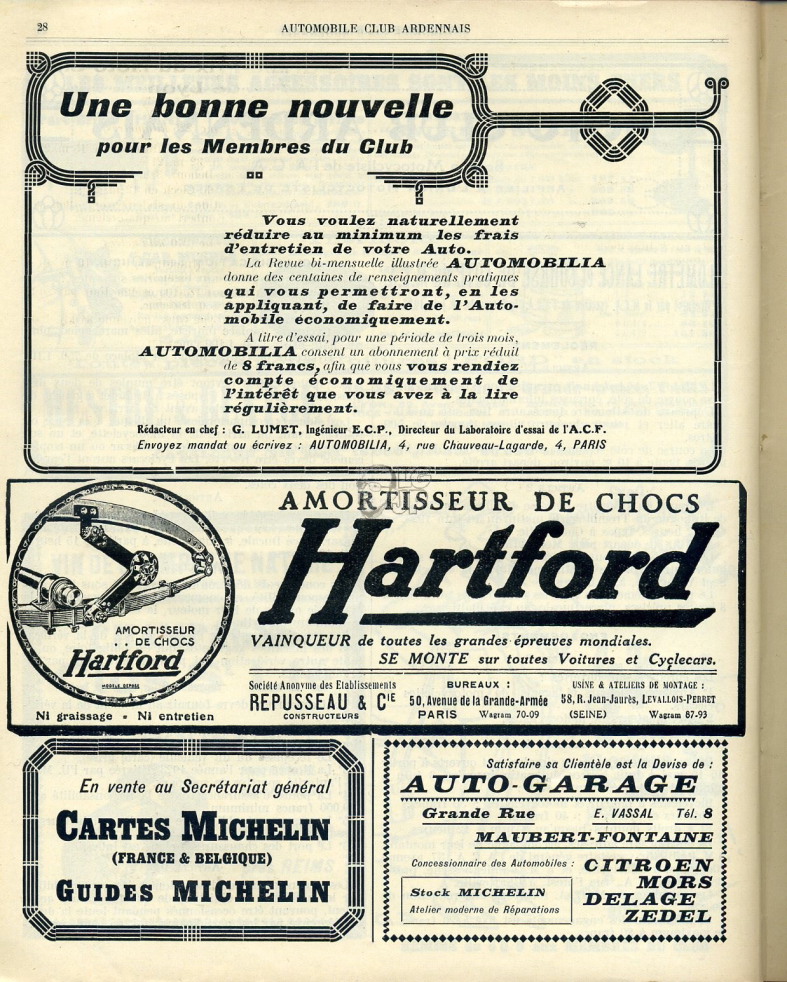 28
AUTOMOBILE CLUB ARDENNAIS
Une bonne nouvelle
pour les Membres du Club
Vous voulez naturellement
réduire au minimum les frais
d'entretien de votre Auto.
La Revue bi-mensuelle illustrée AUTOMOBILIA
donne des centaines de renseignements pratiques
qui vous permettront, en les
appliquant, de faire de l'Auto-
mobile économiquement.
A titre d'essai, pour une période de trois mois,
AUTOMOBILIA consent un abonnement à prix réduit
de 8 francs, afin que vous vous rendiez
compte économiquement de
l'intérêt que vous avez à la lire
régulièrement.
Rédacteur en chef : G. LUMET, Ingénieur E.C.P., Directeur du Laboratoire d'essai de l'A.C.F.
Envoyez mandat ou écrivez : AUTOMOBILIA, 4, rue Chauveau-Lagarde, 4, PARIS
AMORTISSEUR DE CHOCS
Hartford
VAINQUEUR de toutes les grandes épreuves mondiales.
SE MONTE sur toutes Voitures et Cyclecars.
AMORTISSEUR
DE CHOCS
Hartford
MODÈLE DÉPOSÉ
Ni graissage - Ni entretien
Société Anonyme des Etablissements
REPUSSEAU & Cie
CONSTRUCTEURS
BUREAUX :
50, Avenue de la Grande-Armée
PARIS Wagram 70-09
USINE & ATELIERS DE MONTAGE :
58, R. Jean-Jaurès, LEVALLOIS-PERRET
(SEINE) Wagram 87-93
En vente au Secrétariat général
CARTES MICHELIN
(FRANCE & BELGIQUE)
GUIDES MICHELIN
Satisfaire sa Clientèle est la Devise de :
AUTO-GARAGE
Grande Rue E. VASSAL Tél. 8
MAUBERT-FONTAINE
Concessionnaire des Automobiles : CITROEN
MORS
DELAGE
ZEDEL
Stock MICHELIN
Atelier moderne de Réparations